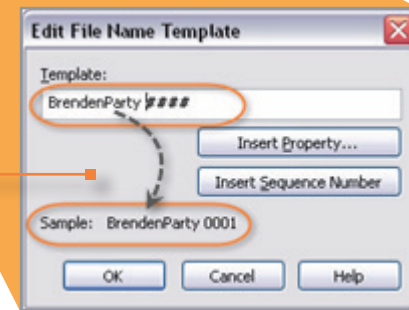 Edit File Name Template
Template:
BrendenParty ####
Insert Property...
Insert Sequence Number
Sample: BrendenParty 0001
OK Cancel Help